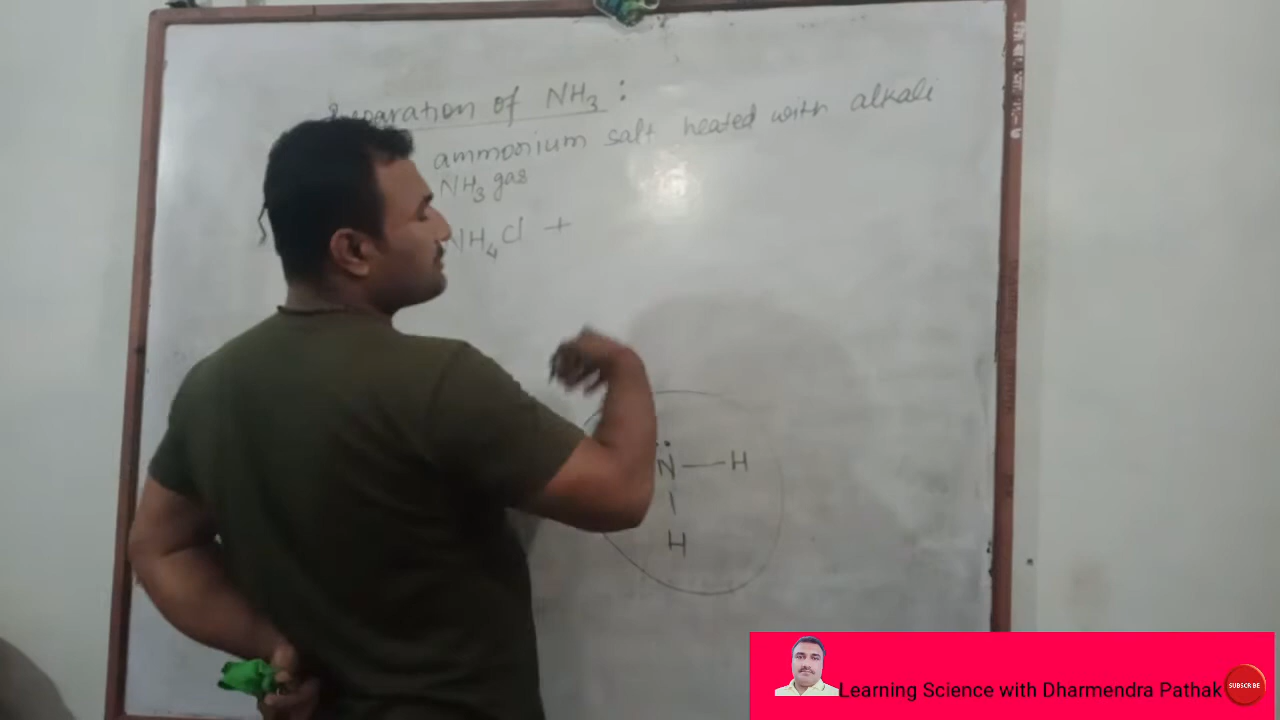 Preparation of NH3 :
ammonium salt heated with alkali
NH3 gas
NH4Cl +
N — H
H
Learning Science with Dharmendra Pathak
SUBSCRIBE